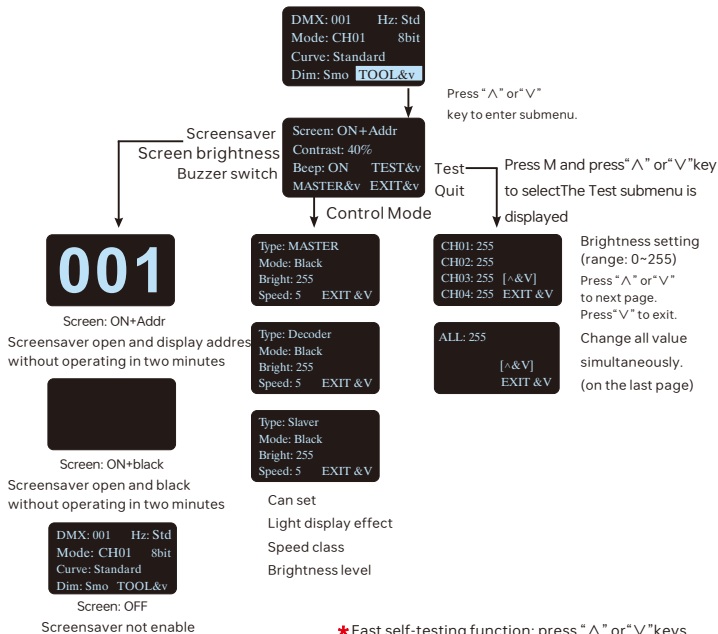 DMX: 001 Hz: Std
Mode: CH01 8bit
Curve: Standard
Dim: Smo TOOL&v
Press “∧” or“∨”
key to enter submenu.
Screensaver
Screen brightness
Buzzer switch
Screen: ON+Addr
Contrast: 40%
Beep: ON TEST&v
MASTER&v EXIT&v
Test
Quit
Press M and press“∧” or“∨”key
to selectThe Test submenu is
displayed
Control Mode
001
Screen: ON+Addr
Screensaver open and display addres
without operating in two minutes
Screen: ON+black
Screensaver open and black
without operating in two minutes
DMX: 001 Hz: Std
Mode: CH01 8bit
Curve: Standard
Dim: Smo TOOL&v
Screen: OFF
Screensaver not enable
Type: MASTER
Mode: Black
Bright: 255
Speed: 5 EXIT &V
Type: Decoder
Mode: Black
Bright: 255
Speed: 5 EXIT &V
Type: Slaver
Mode: Black
Bright: 255
Speed: 5 EXIT &V
Can set
Light display effect
Speed class
Brightness level
CH01: 255
CH02: 255
CH03: 255 [^&V]
CH04: 255 EXIT &V
Brightness setting
(range: 0~255)
Press “∧” or“∨”
to next page.
Press“∨” to exit.
ALL: 255
[^&V]
EXIT &V
Change all value
simultaneously.
(on the last page)
*Fast self-testing function: press “∧” or“∨”keys